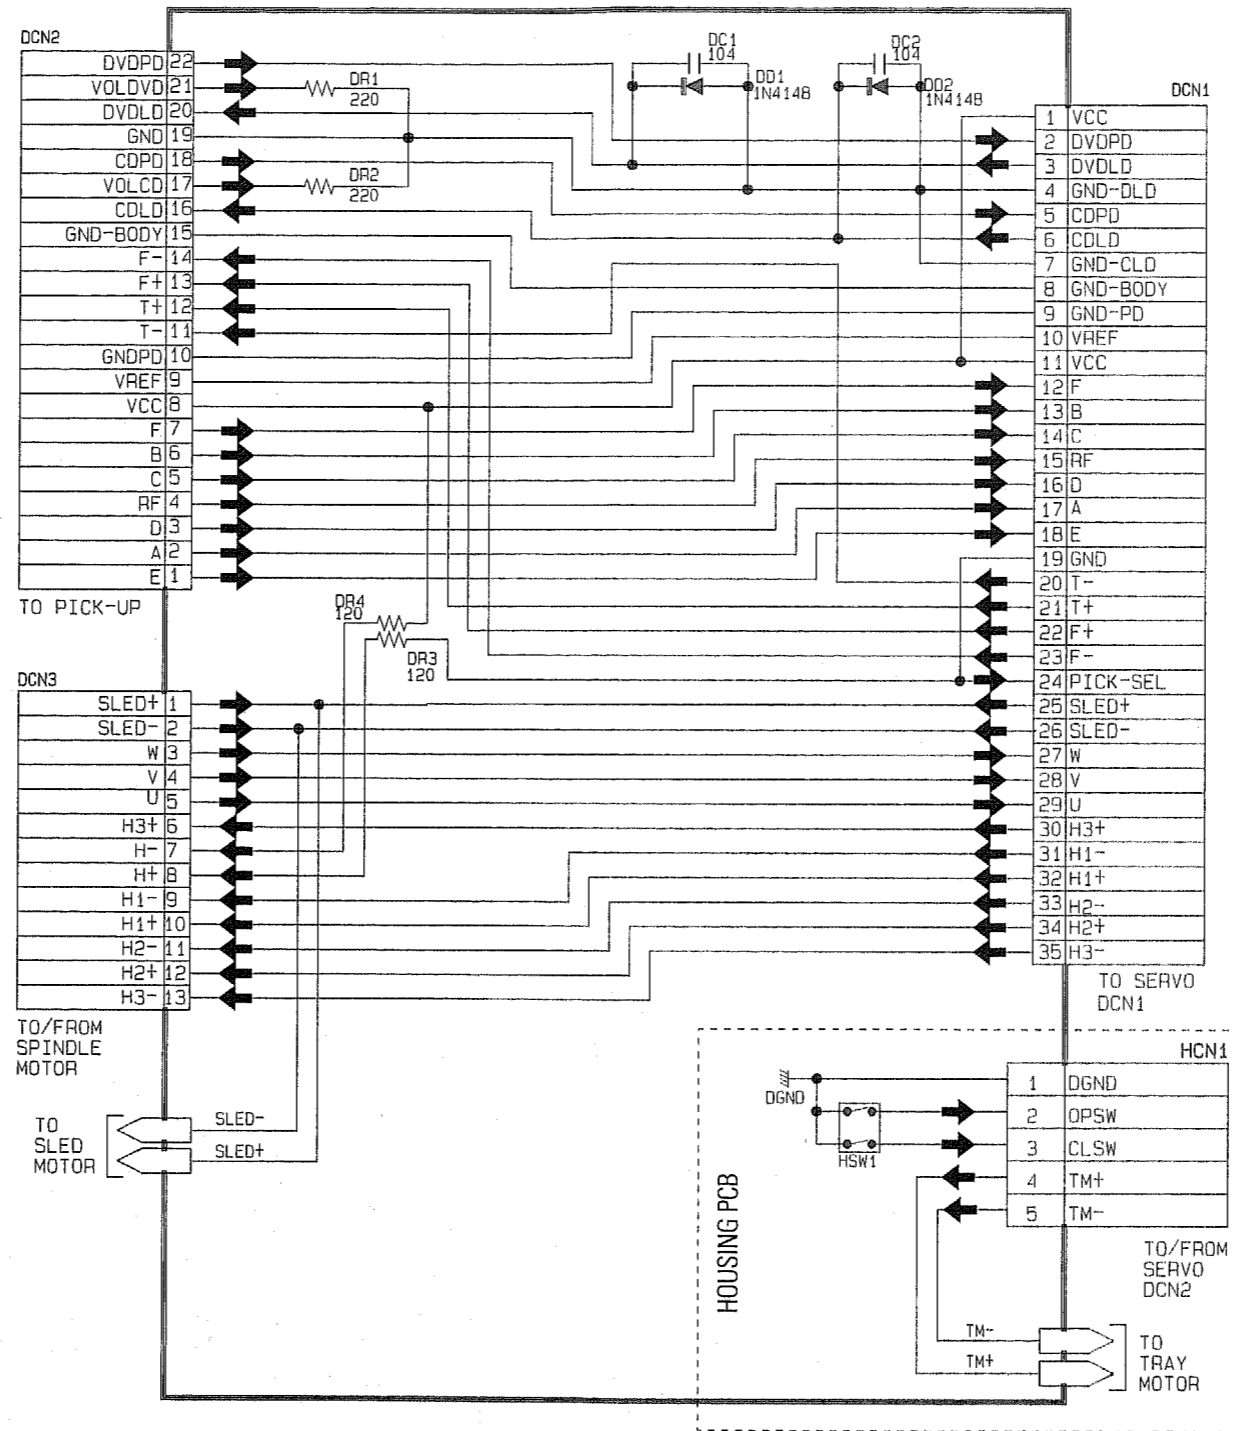 DCN2
DVDPD 22
VOLDVD 21
DVDLD 20
GND 19
CDPD 18
VOLCD 17
CDLD 16
GND-BODY 15
F- 14
F+ 13
T+ 12
T- 11
GNDPD 10
VREF 9
VCC 8
F 7
B 6
C 5
RF 4
D 3
A 2
E 1
TO PICK-UP
DR1
220
DR2
220
DC1
104
DD1
1N4148
DC2
104
DD2
1N4148
DCN1
1 VCC
2 DVDPD
3 DVDLD
4 GND-DLD
5 CDPD
6 CDLD
7 GND-CLD
8 GND-BODY
9 GND-PD
10 VREF
11 VCC
12 F
13 B
14 C
15 RF
16 D
17 A
18 E
19 GND
20 T-
21 T+
22 F+
23 F-
24 PICK-SEL
25 SLED+
26 SLED-
27 W
28 V
29 U
30 H3+
31 H1-
32 H1+
33 H2-
34 H2+
35 H3-
TO SERVO
DCN1
DR4
120
DR3
120
DCN3
SLED+ 1
SLED- 2
W 3
V 4
U 5
H3+ 6
H- 7
H+ 8
H1- 9
H1+ 10
H2- 11
H2+ 12
H3- 13
TO/FROM
SPINDLE
MOTOR
TO
SLED
MOTOR
SLED-
SLED+
HOUSING PCB
DGND
HSW1
HCN1
1 DGND
2 OPSW
3 CLSW
4 TM+
5 TM-
TO/FROM
SERVO
DCN2
TM-
TM+
TO
TRAY
MOTOR